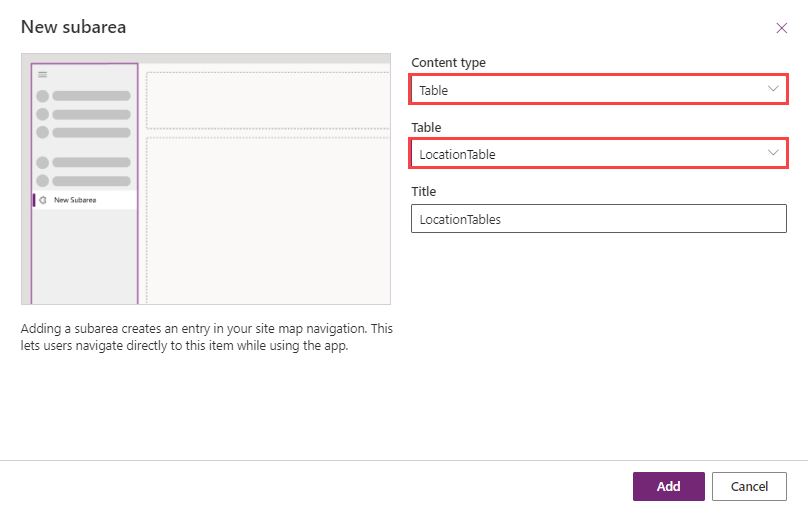 New subarea
New Subarea
Adding a subarea creates an entry in your site map navigation. This
lets users navigate directly to this item while using the app.
Content type
Table
Table
LocationTable
Title
LocationTables
Add
Cancel